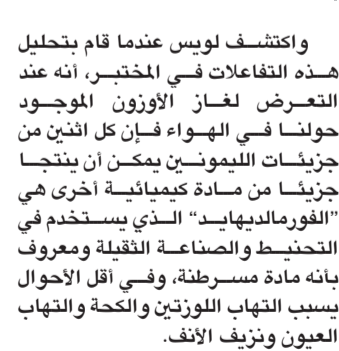 واكتشف لويس عندما قام بتحليل
هذه التفاعلات في المختبر، أنه عند
التعرض لغاز الأوزون الموجود
حولنا في الهواء فإن كل اثنين من
جزيئات الليمونين يمكن أن ينتجا
جزيئا من مادة كيميائية أخرى هي
”الفورمالديهايد“ الذي يستخدم في
التحنيط والصناعة الثقيلة ومعروف
بأنه مادة مسرطنة، وفي أقل الأحوال
يسبب التهاب اللوزتين والكحة والتهاب
العيون ونزيف الأنف.